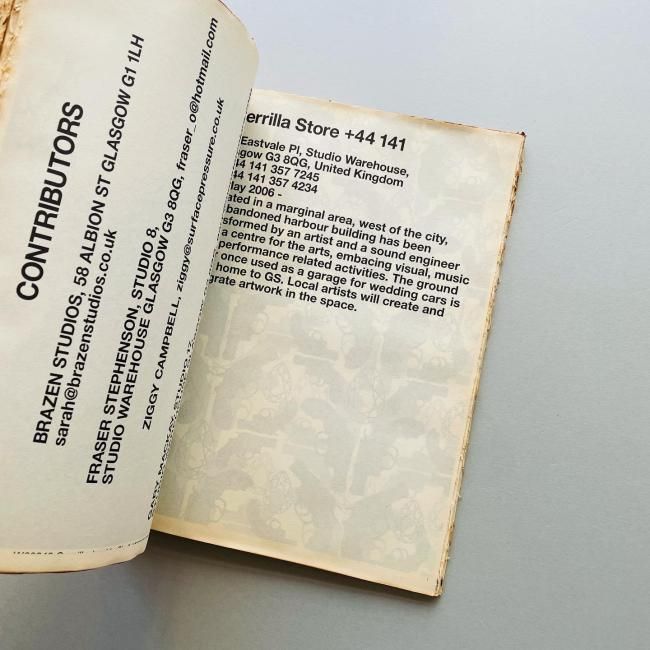 CONTRIBUTORS
BRAZEN STUDIOS, 58 ALBION ST GLASGOW G1 1LH
sarah@brazenstudios.co.uk
FRASER STEPHENSON, STUDIO 8,
STUDIO WAREHOUSE GLASGOW G3 8QG, fraser_o@hotmail.com
ZIGGY CAMPBELL, ziggy@surfacepressure.co.uk
errilla Store +44 141
Eastvale Pl, Studio Warehouse,
gow G3 8QG, United Kingdom
44 141 357 7245
44 141 357 4234
May 2006 -
ated in a marginal area, west of the city,
bandoned harbour building has been
sformed by an artist and a sound engineer
a centre for the arts, embacing visual, music
performance related activities. The ground
once used as a garage for wedding cars is
home to GS. Local artists will create and
grate artwork in the space.